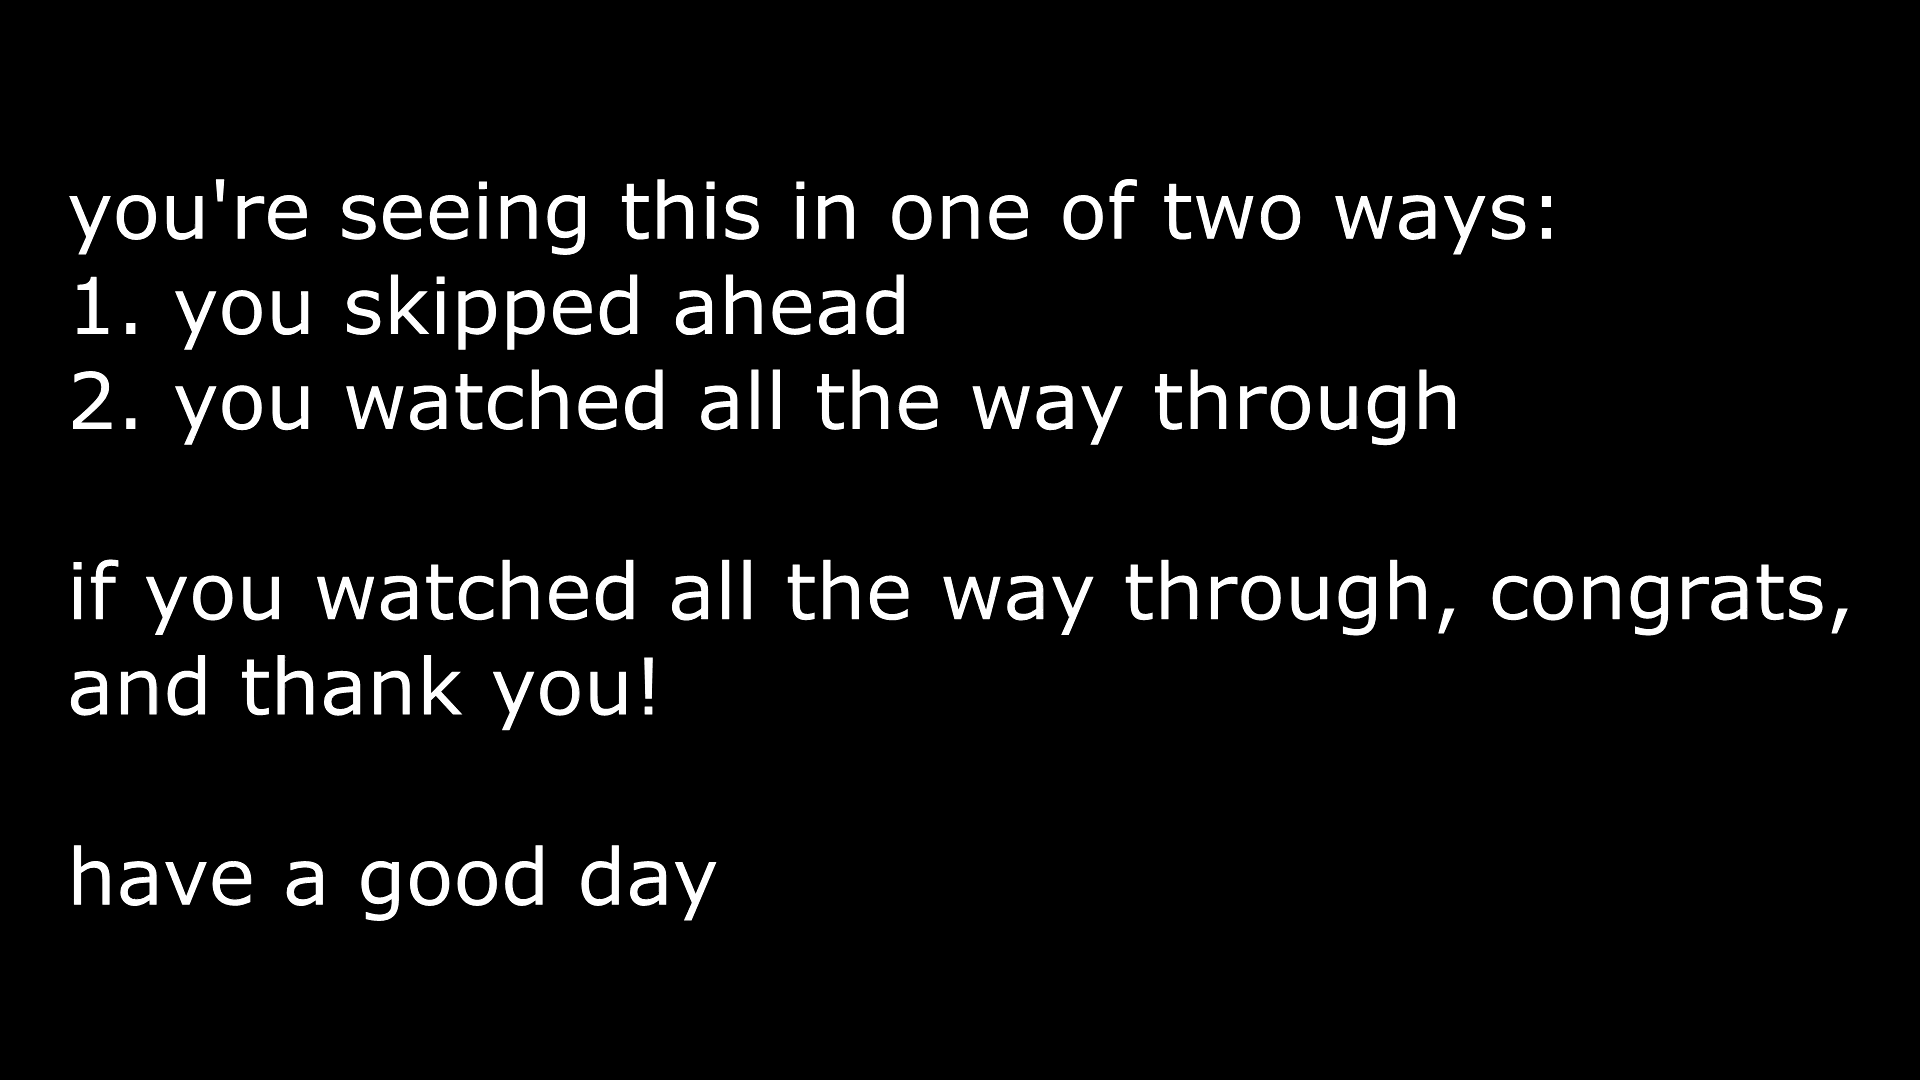 you're seeing this in one of two ways:
1. you skipped ahead
2. you watched all the way through
if you watched all the way through, congrats,
and thank you!
have a good day